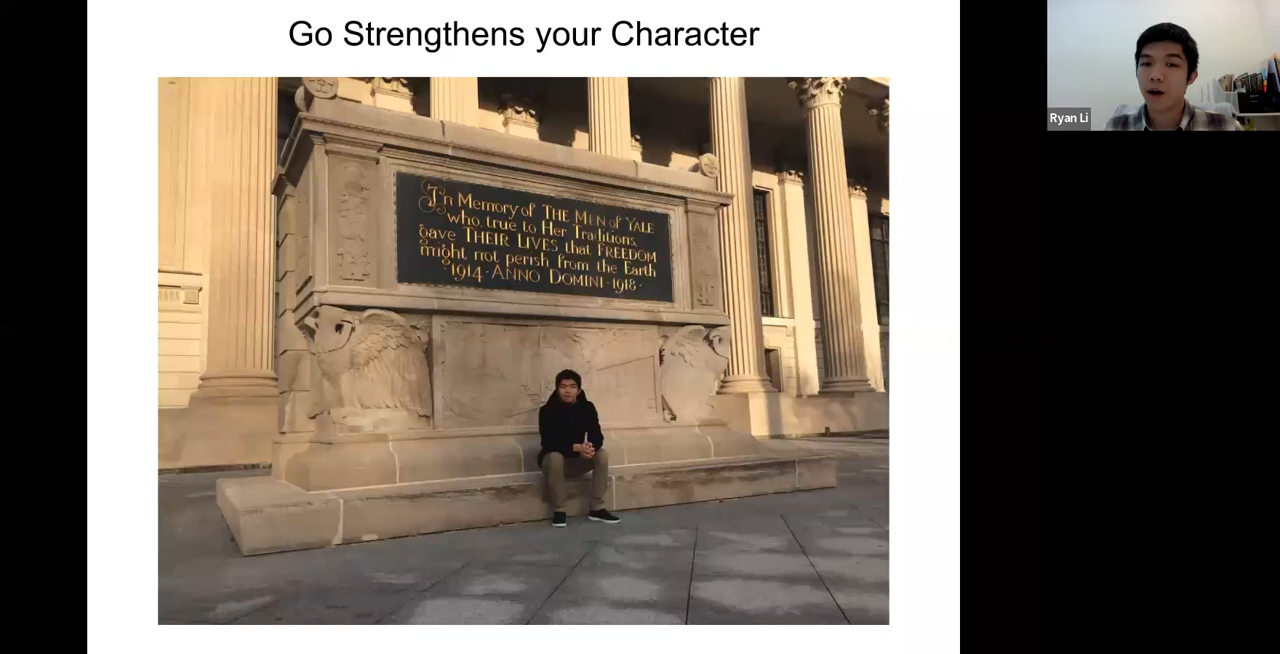 Go Strengthens your Character
In Memory of THE MEN of YALE
who, true to Her Traditions,
gave THEIR LIVES that FREEDOM
might not perish from the Earth
·1914·ANNO DOMINI·1918·
Ryan Li